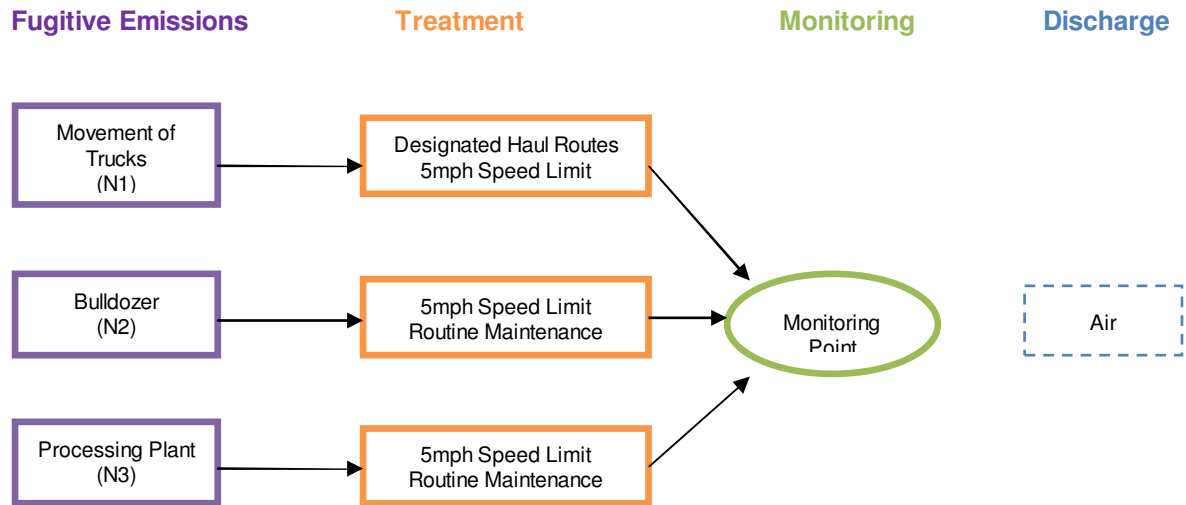 Fugitive Emissions
Treatment
Monitoring
Discharge
Movement of
Trucks
(N1)
Designated Haul Routes
5mph Speed Limit
Bulldozer
(N2)
5mph Speed Limit
Routine Maintenance
Monitoring
Point
Air
Processing Plant
(N3)
5mph Speed Limit
Routine Maintenance